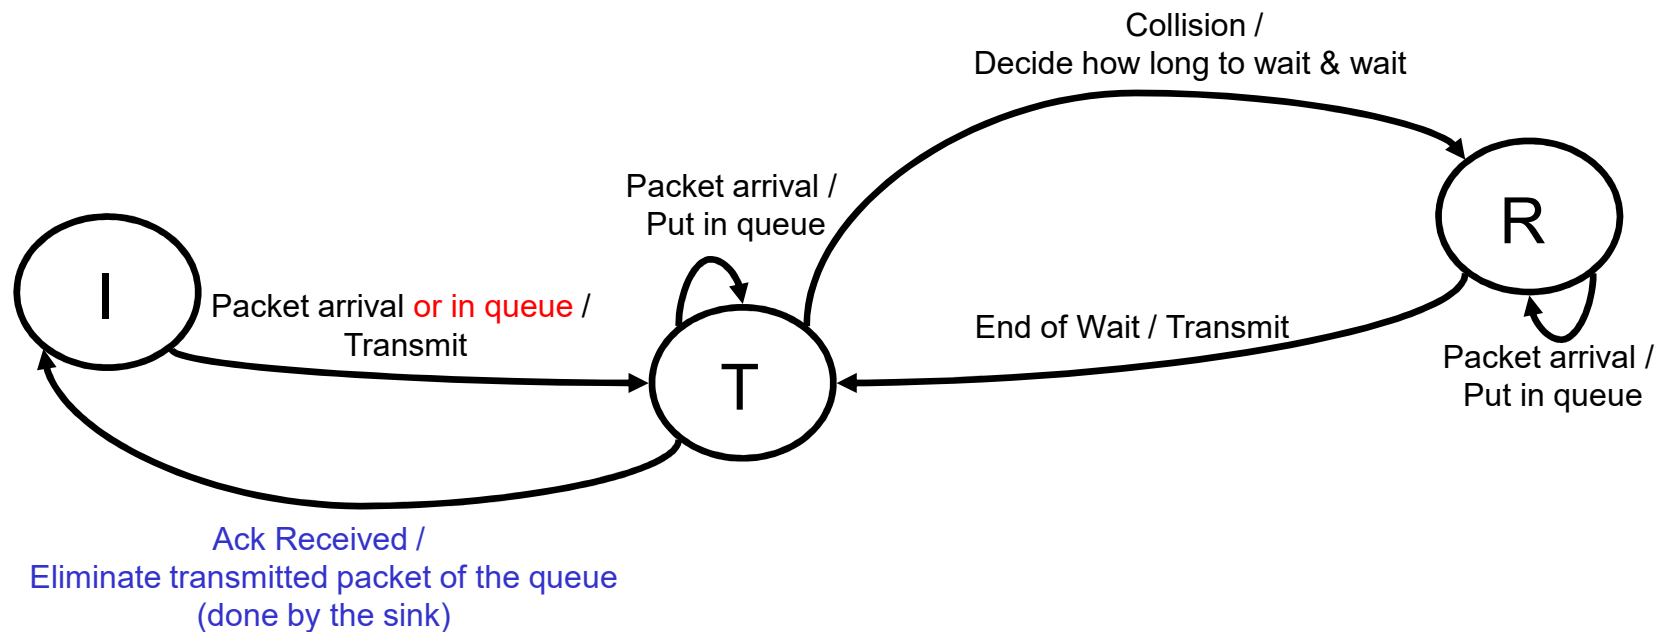 Collision /
Decide how long to wait & wait
Packet arrival /
Put in queue
R
I
Packet arrival or in queue /
Transmit
End of Wait / Transmit
T
Packet arrival /
Put in queue
Ack Received /
Eliminate transmitted packet of the queue
(done by the sink)